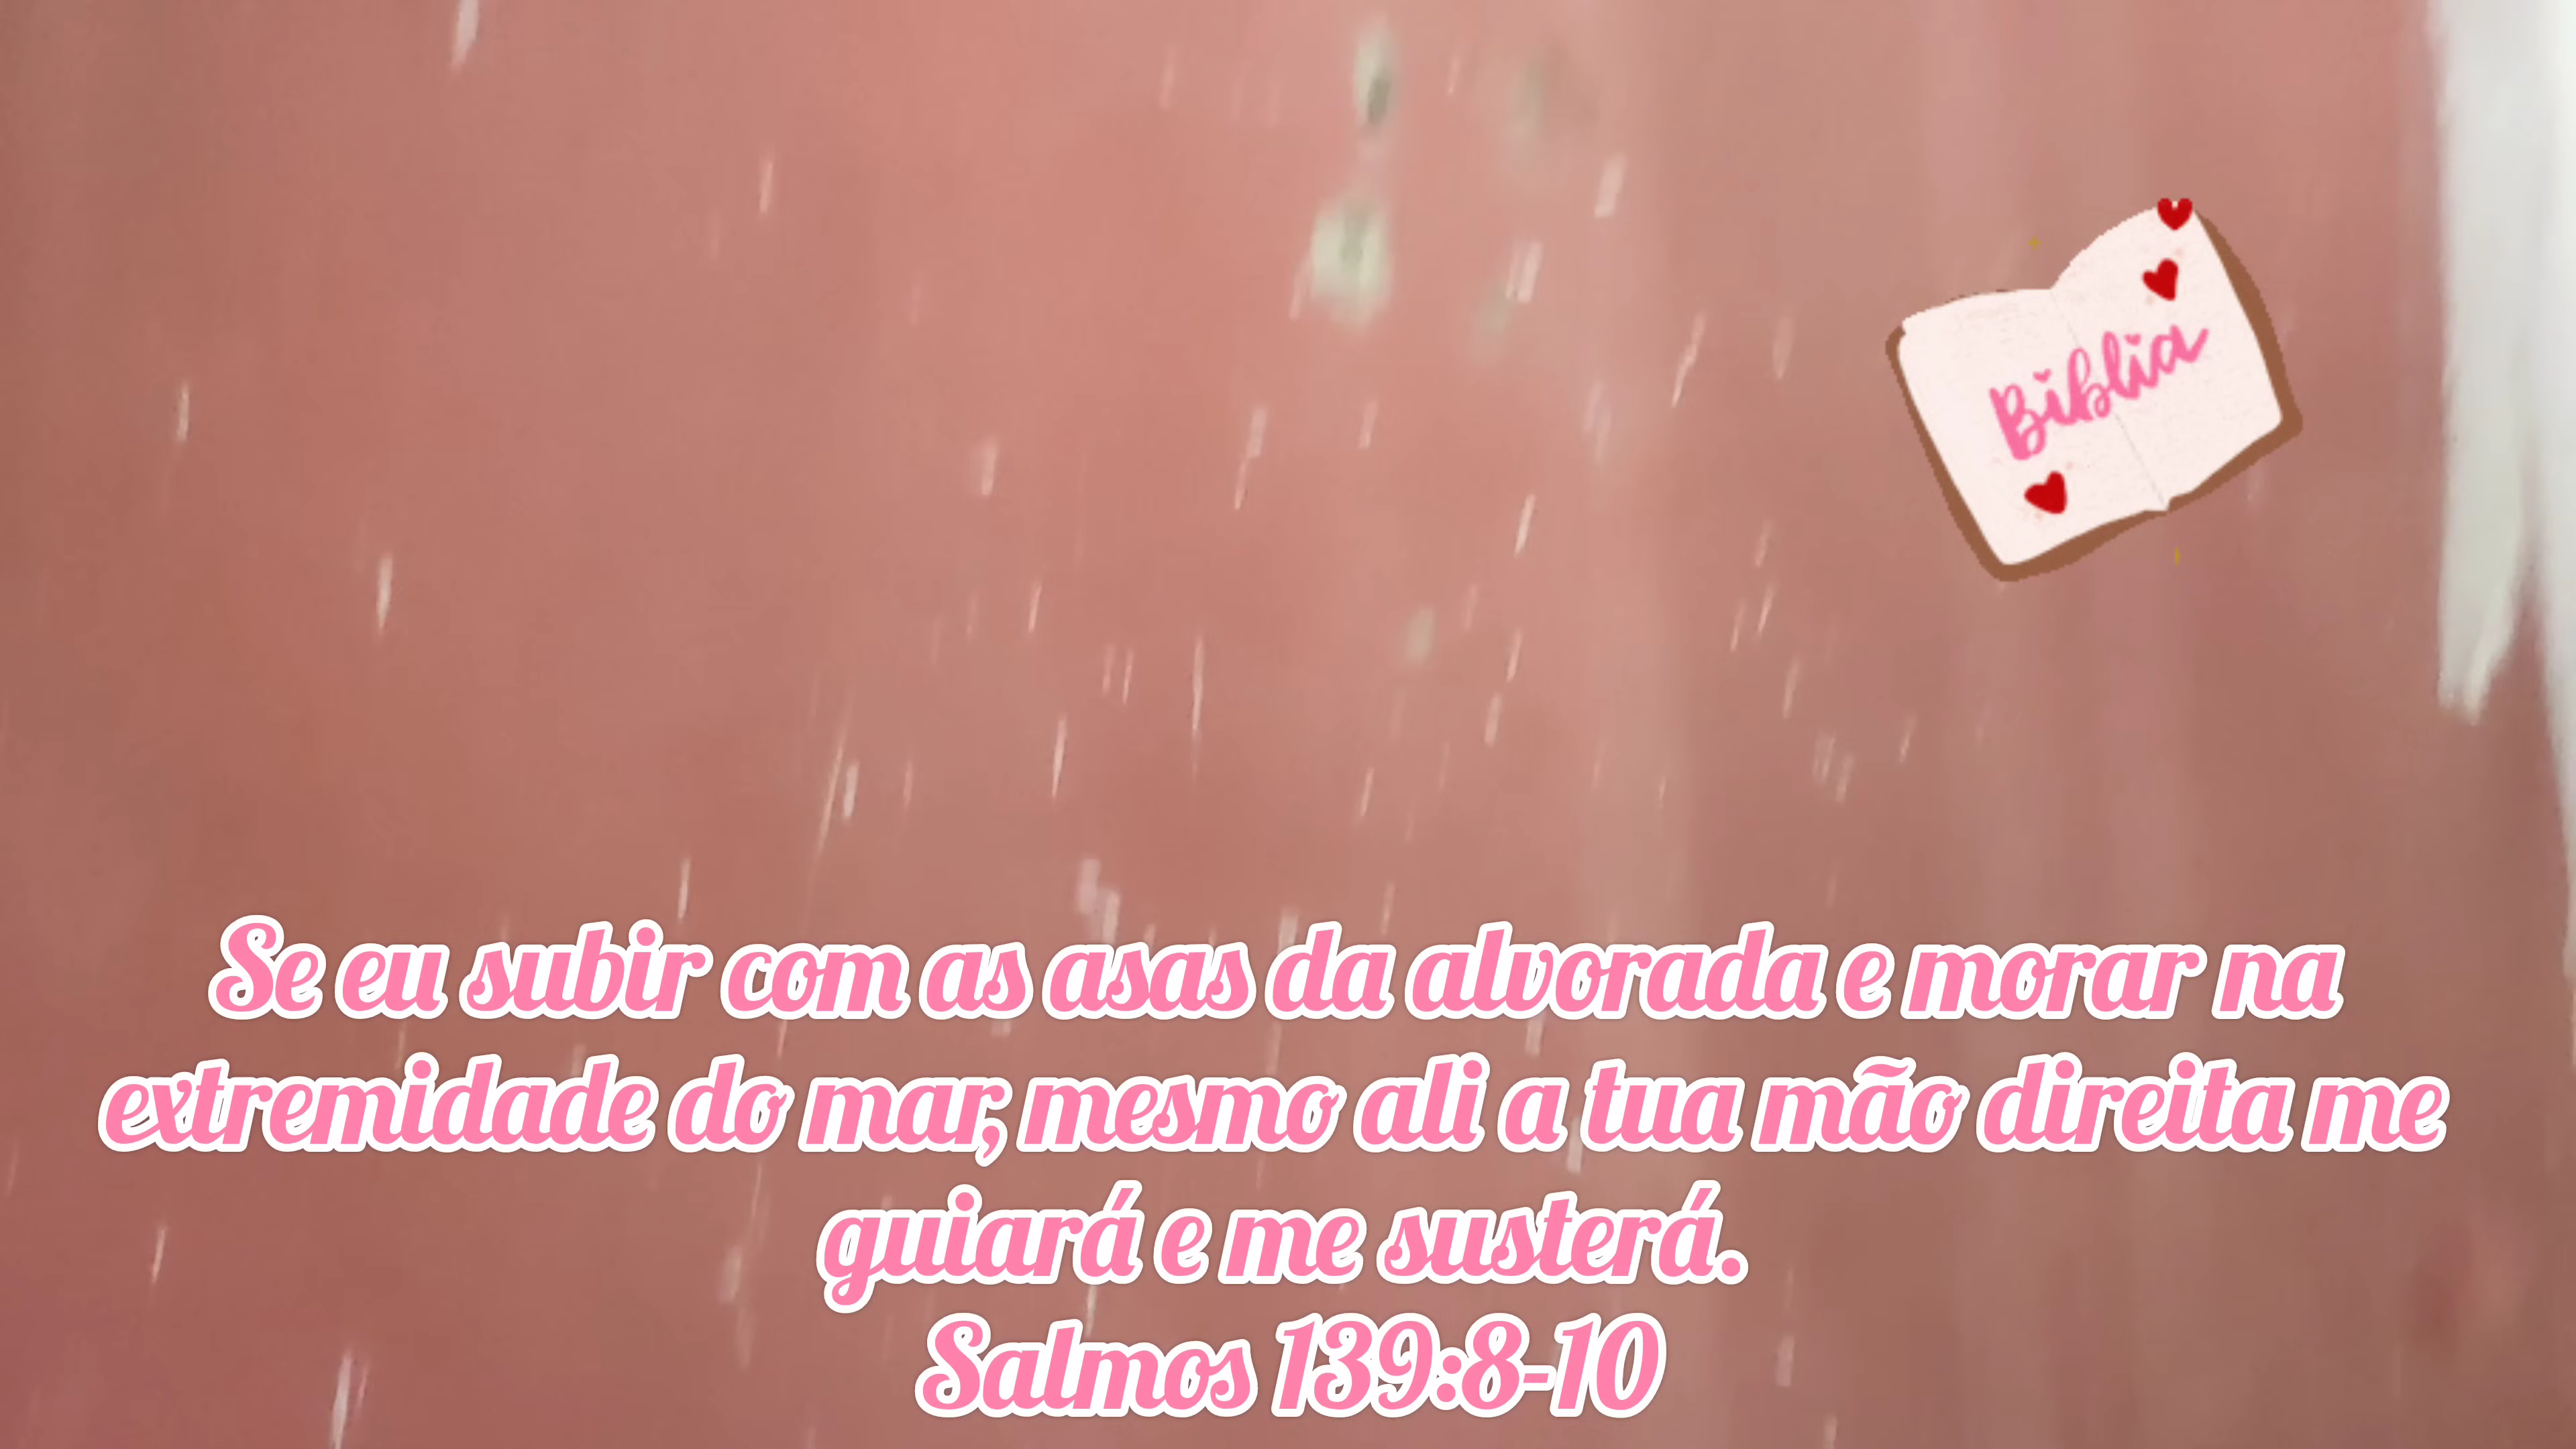 Biblia
Se eu subir com as asas da alvorada e morar na
extremidade do mar, mesmo ali a tua mão direita me
guiará e me susterá.
Salmos 139:8-10